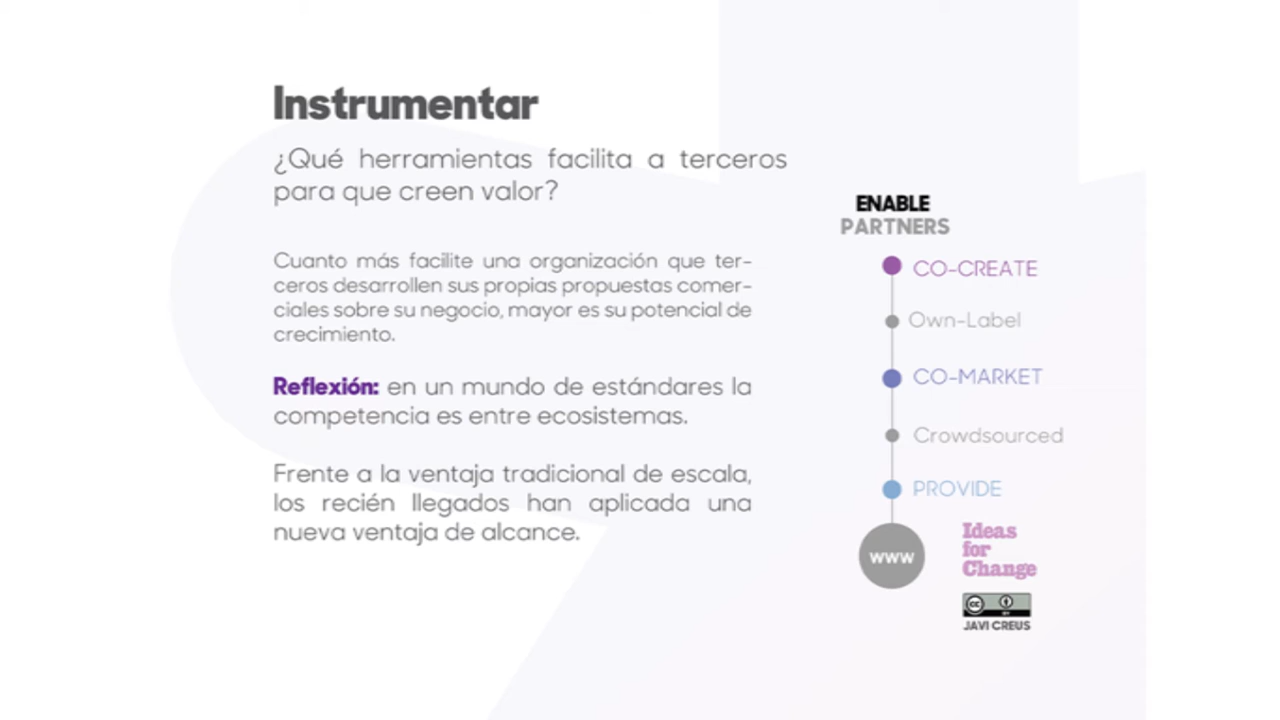 Instrumentar
¿Qué herramientas facilita a terceros
para que creen valor?
Cuanto más facilite una organización que ter-
ceros desarrollen sus propias propuestas comer-
ciales sobre su negocio, mayor es su potencial de
crecimiento.
Reflexión: en un mundo de estándares la
competencia es entre ecosistemas.
Frente a la ventaja tradicional de escala,
los recién llegados han aplicada una
nueva ventaja de alcance.
ENABLE
PARTNERS
CO-CREATE
Own-Label
CO-MARKET
Crowdsourced
PROVIDE
www
Ideas
for
Change
cc
BY
JAVI CREUS